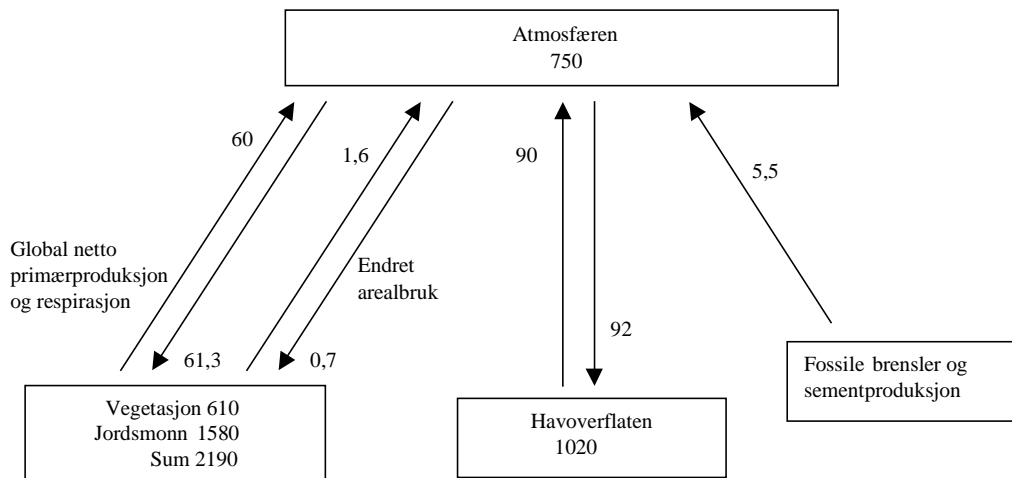 Atmosfæren
750
60
1,6
90
5,5
Global netto
primærproduksjon
og respirasjon
Endret
arealbruk
61,3
0,7
92
Vegetasjon 610
Jordsmonn 1580
Sum 2190
Havoverflaten
1020
Fossile brensler og
sementproduksjon